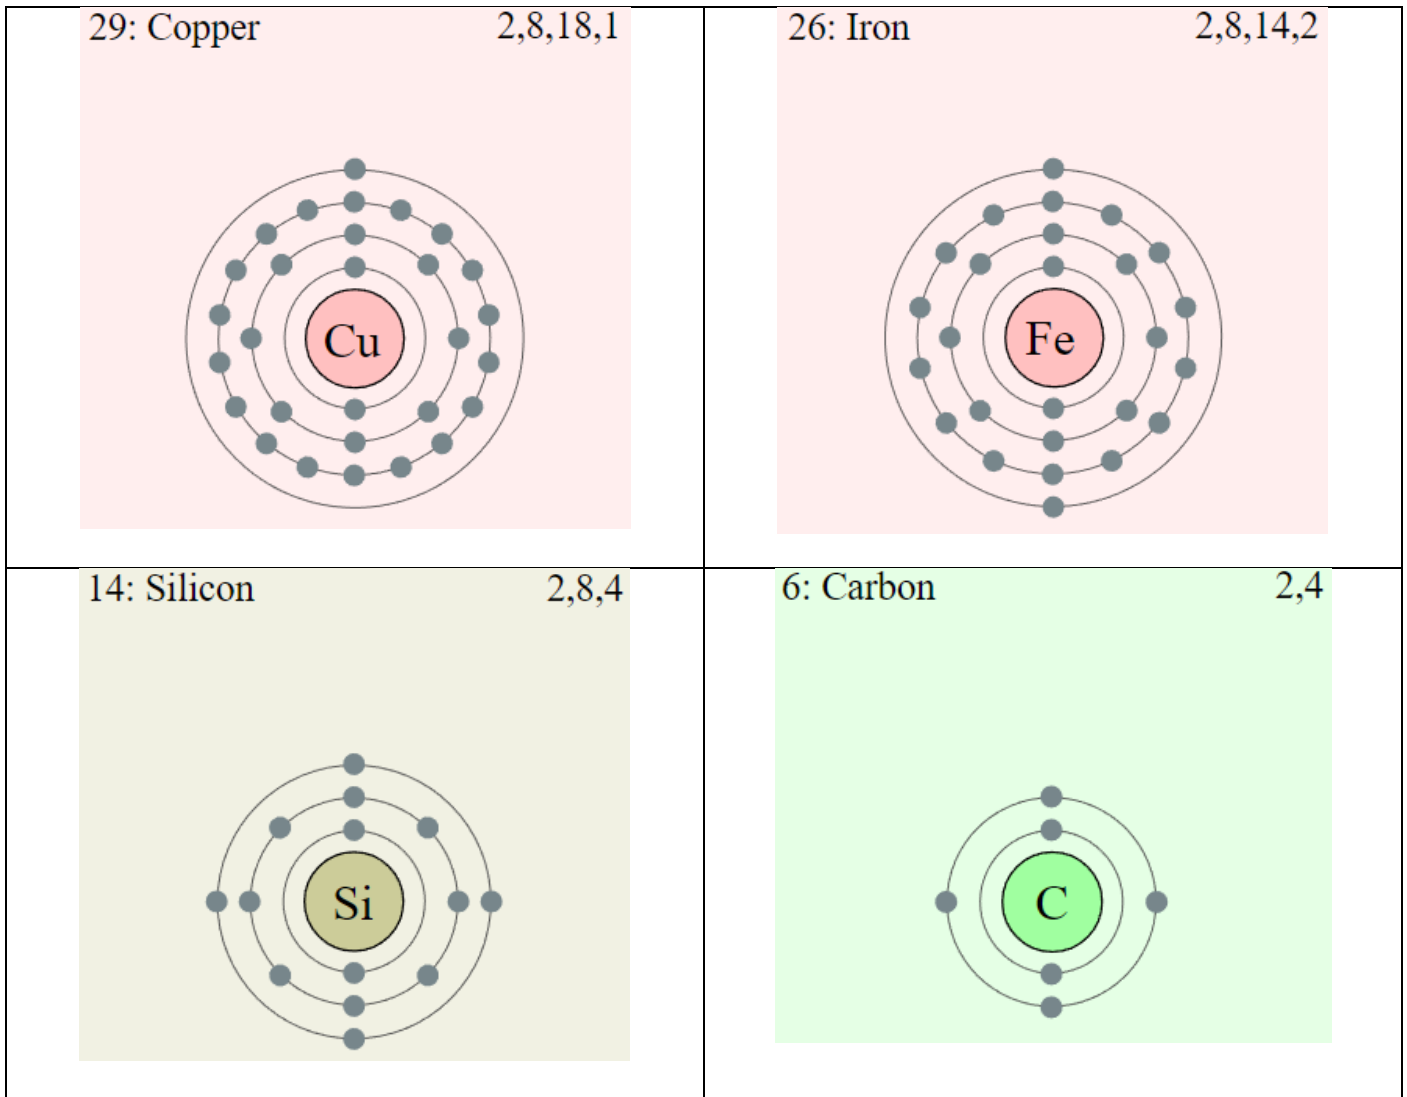 29: Copper 2,8,18,1
Cu
26: Iron 2,8,14,2
Fe
14: Silicon 2,8,4
Si
6: Carbon 2,4
C